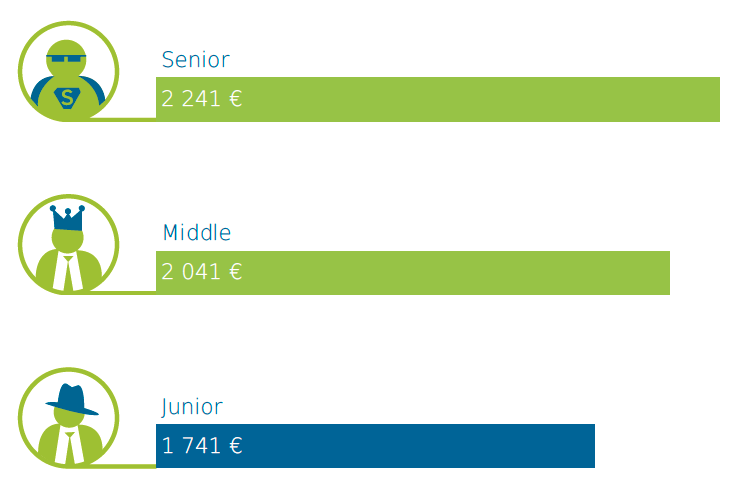 Senior
S
2 241 €
Middle
2 041 €
Junior
1 741 €